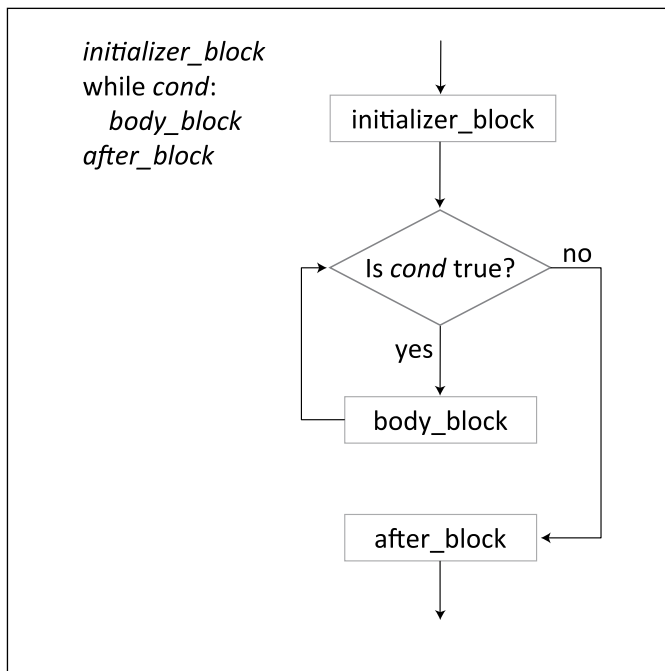 initializer_block
while cond:
body_block
after_block
initializer_block
Is cond true?
no
yes
body_block
after_block